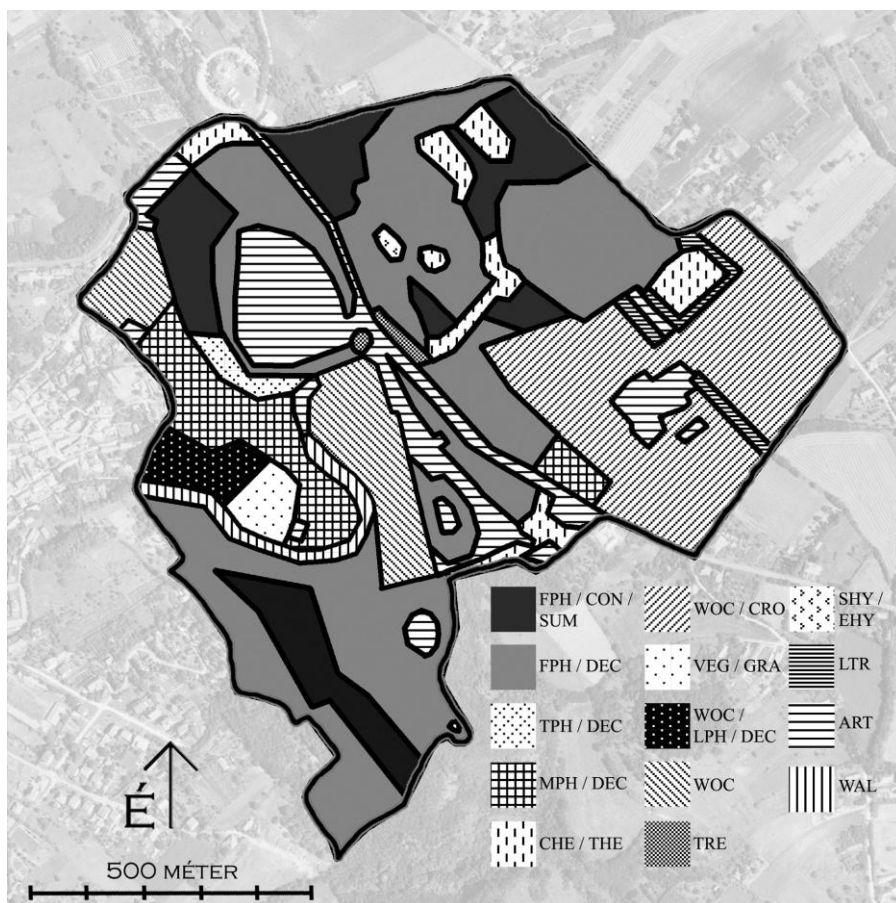 FPH / CON /
SUM
FPH / DEC
TPH / DEC
MPH / DEC
CHE / THE
WOC / CRO
VEG / GRA
WOC /
LPH / DEC
WOC
TRE
SHY /
EHY
LTR
ART
WAL
É
500 MÉTER